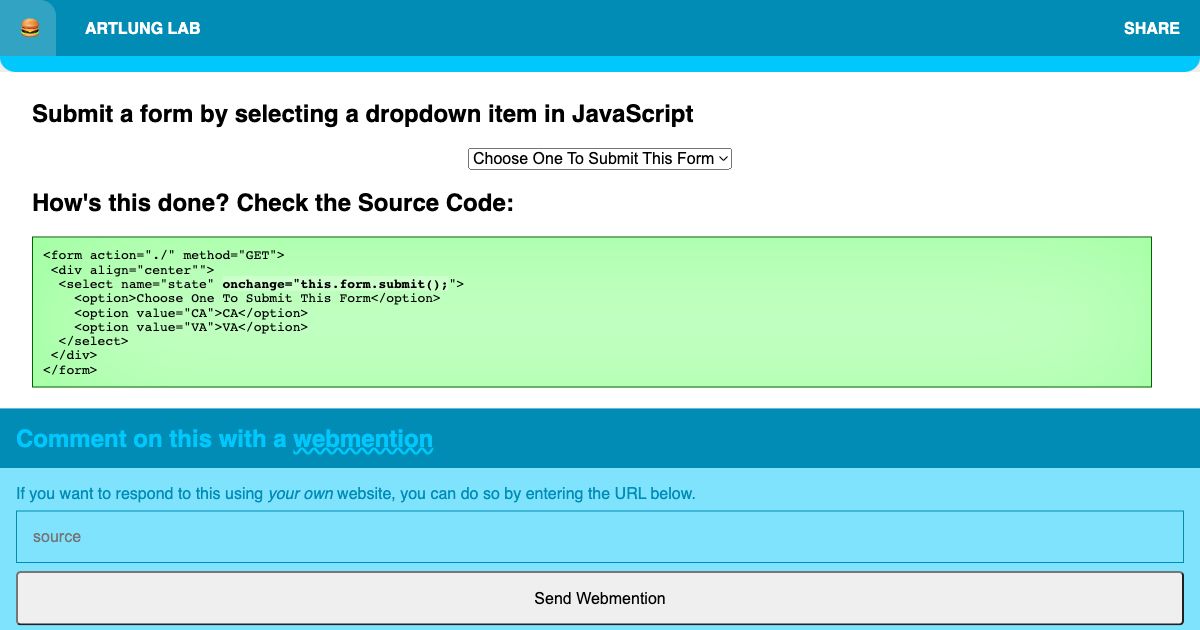 ARTLUNG LAB
SHARE
Submit a form by selecting a dropdown item in JavaScript
Choose One To Submit This Form
How's this done? Check the Source Code:
<form action="./" method="GET">
 <div align="center"">
  <select name="state" onchange="this.form.submit();">
    <option>Choose One To Submit This Form</option>
    <option value="CA">CA</option>
    <option value="VA">VA</option>
  </select>
 </div>
</form>
Comment on this with a webmention
If you want to respond to this using your own website, you can do so by entering the URL below.
source
Send Webmention